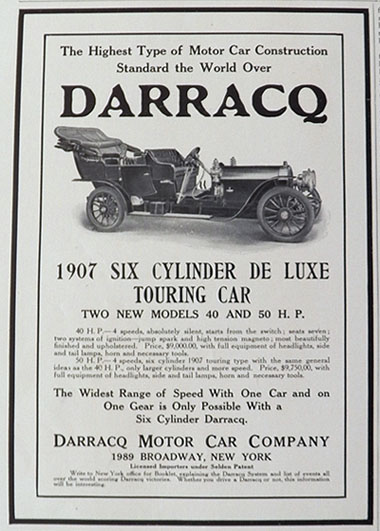 The Highest Type of Motor Car Construction
Standard the World Over
DARRACQ
1907 SIX CYLINDER DE LUXE
TOURING CAR
TWO NEW MODELS 40 AND 50 H. P.
40 H. P.—4 speeds, absolutely silent, starts from the switch; seats seven;
two systems of ignition—jump spark and high tension magneto; most beautifully
finished and upholstered. Price, $9,000.00, with full equipment of headlights, side
and tail lamps, horn and necessary tools.
50 H. P.—4 speeds, six cylinder 1907 touring type with the same general
ideas as the 40 H. P., only larger cylinders and more speed. Price, $9,750.00, with
full equipment of headlights, side and tail lamps, horn and necessary tools.
The Widest Range of Speed With One Car and on
One Gear is Only Possible With a
Six Cylinder Darracq.
DARRACQ MOTOR CAR COMPANY
1989 BROADWAY, NEW YORK
Licensed Importers under Selden Patent
Write to New York office for Booklet, explaining the Darracq System and list of events all
over the world scoring Darracq victories. Whether you drive a Darracq or not, this information
will be interesting.